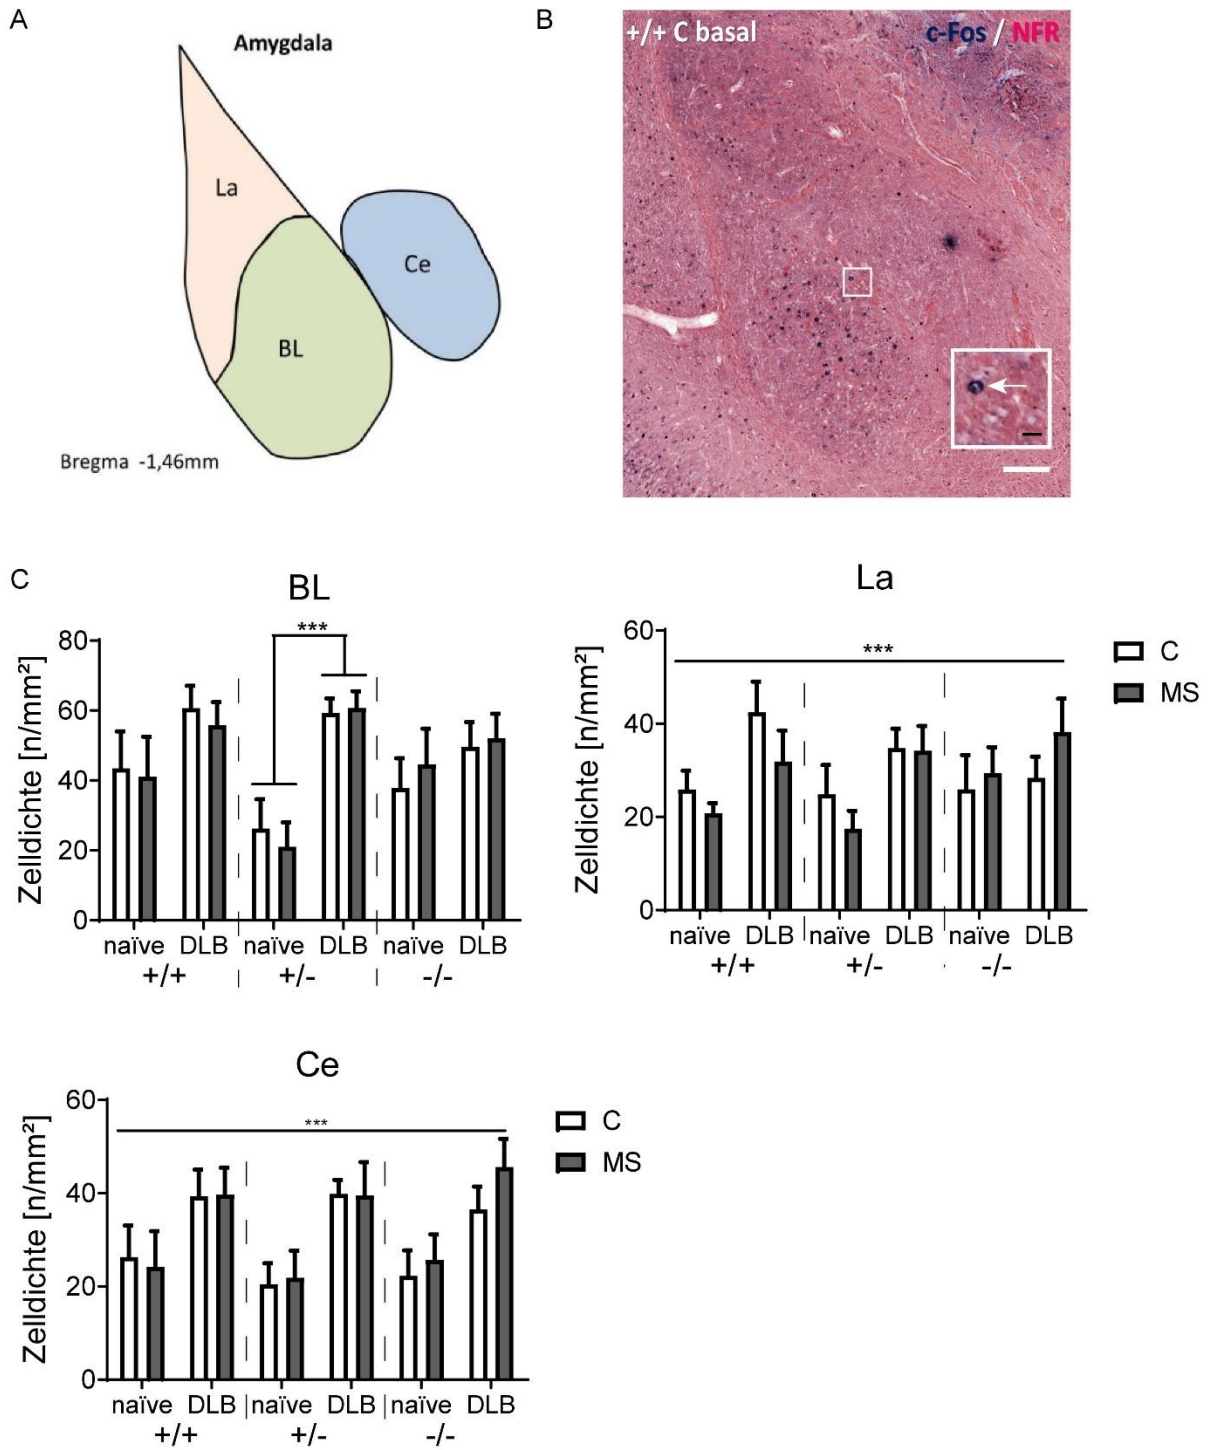 A
Amygdala
La
Ce
BL
Bregma -1,46mm
B
+/+ C basal
c-Fos / NFR
C
BL
***
Zelldichte [n/mm²]
80
60
40
20
0
naïve DLB naïve DLB naïve DLB
+/+ +/- -/-
La
***
Zelldichte [n/mm²]
60
40
20
0
naïve DLB naïve DLB naïve DLB
+/+ +/- -/-
C
MS
Ce
***
Zelldichte [n/mm²]
60
40
20
0
naïve DLB naïve DLB naïve DLB
+/+ +/- -/-
C
MS